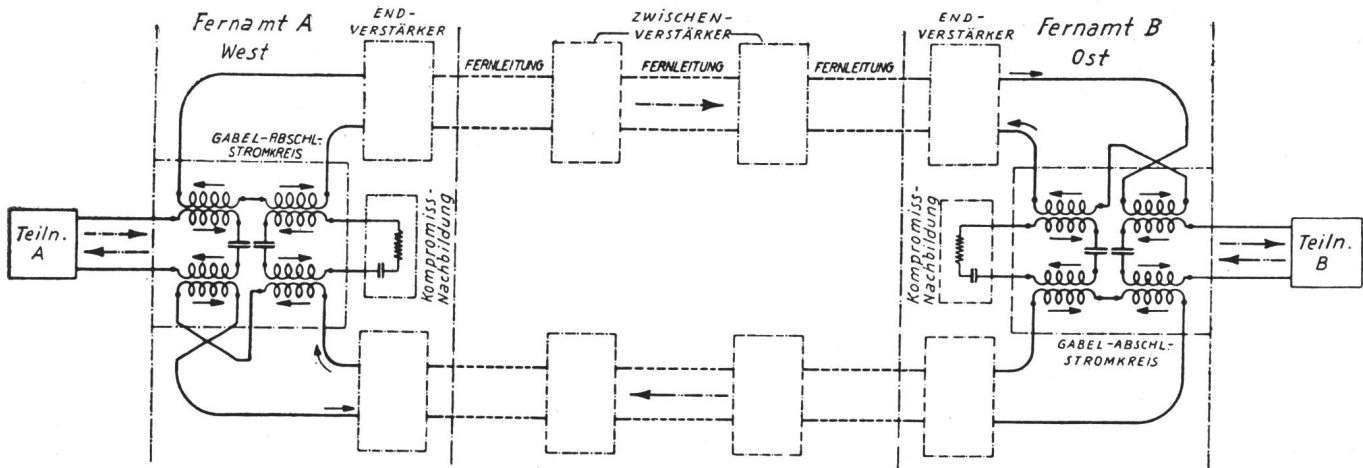 Fernamt A
West
END-
VERSTÄRKER
ZWISCHEN-
VERSTÄRKER
END-
VERSTÄRKER
Fernamt B
Ost
FERNLEITUNG
FERNLEITUNG
FERNLEITUNG
GABEL-ABSCHL-
STROMKREIS
Teiln.
A
Kompromiss-
Nachbildung
Kompromiss-
Nachbildung
Teiln.
B
GABEL-ABSCHL-
STROMKREIS